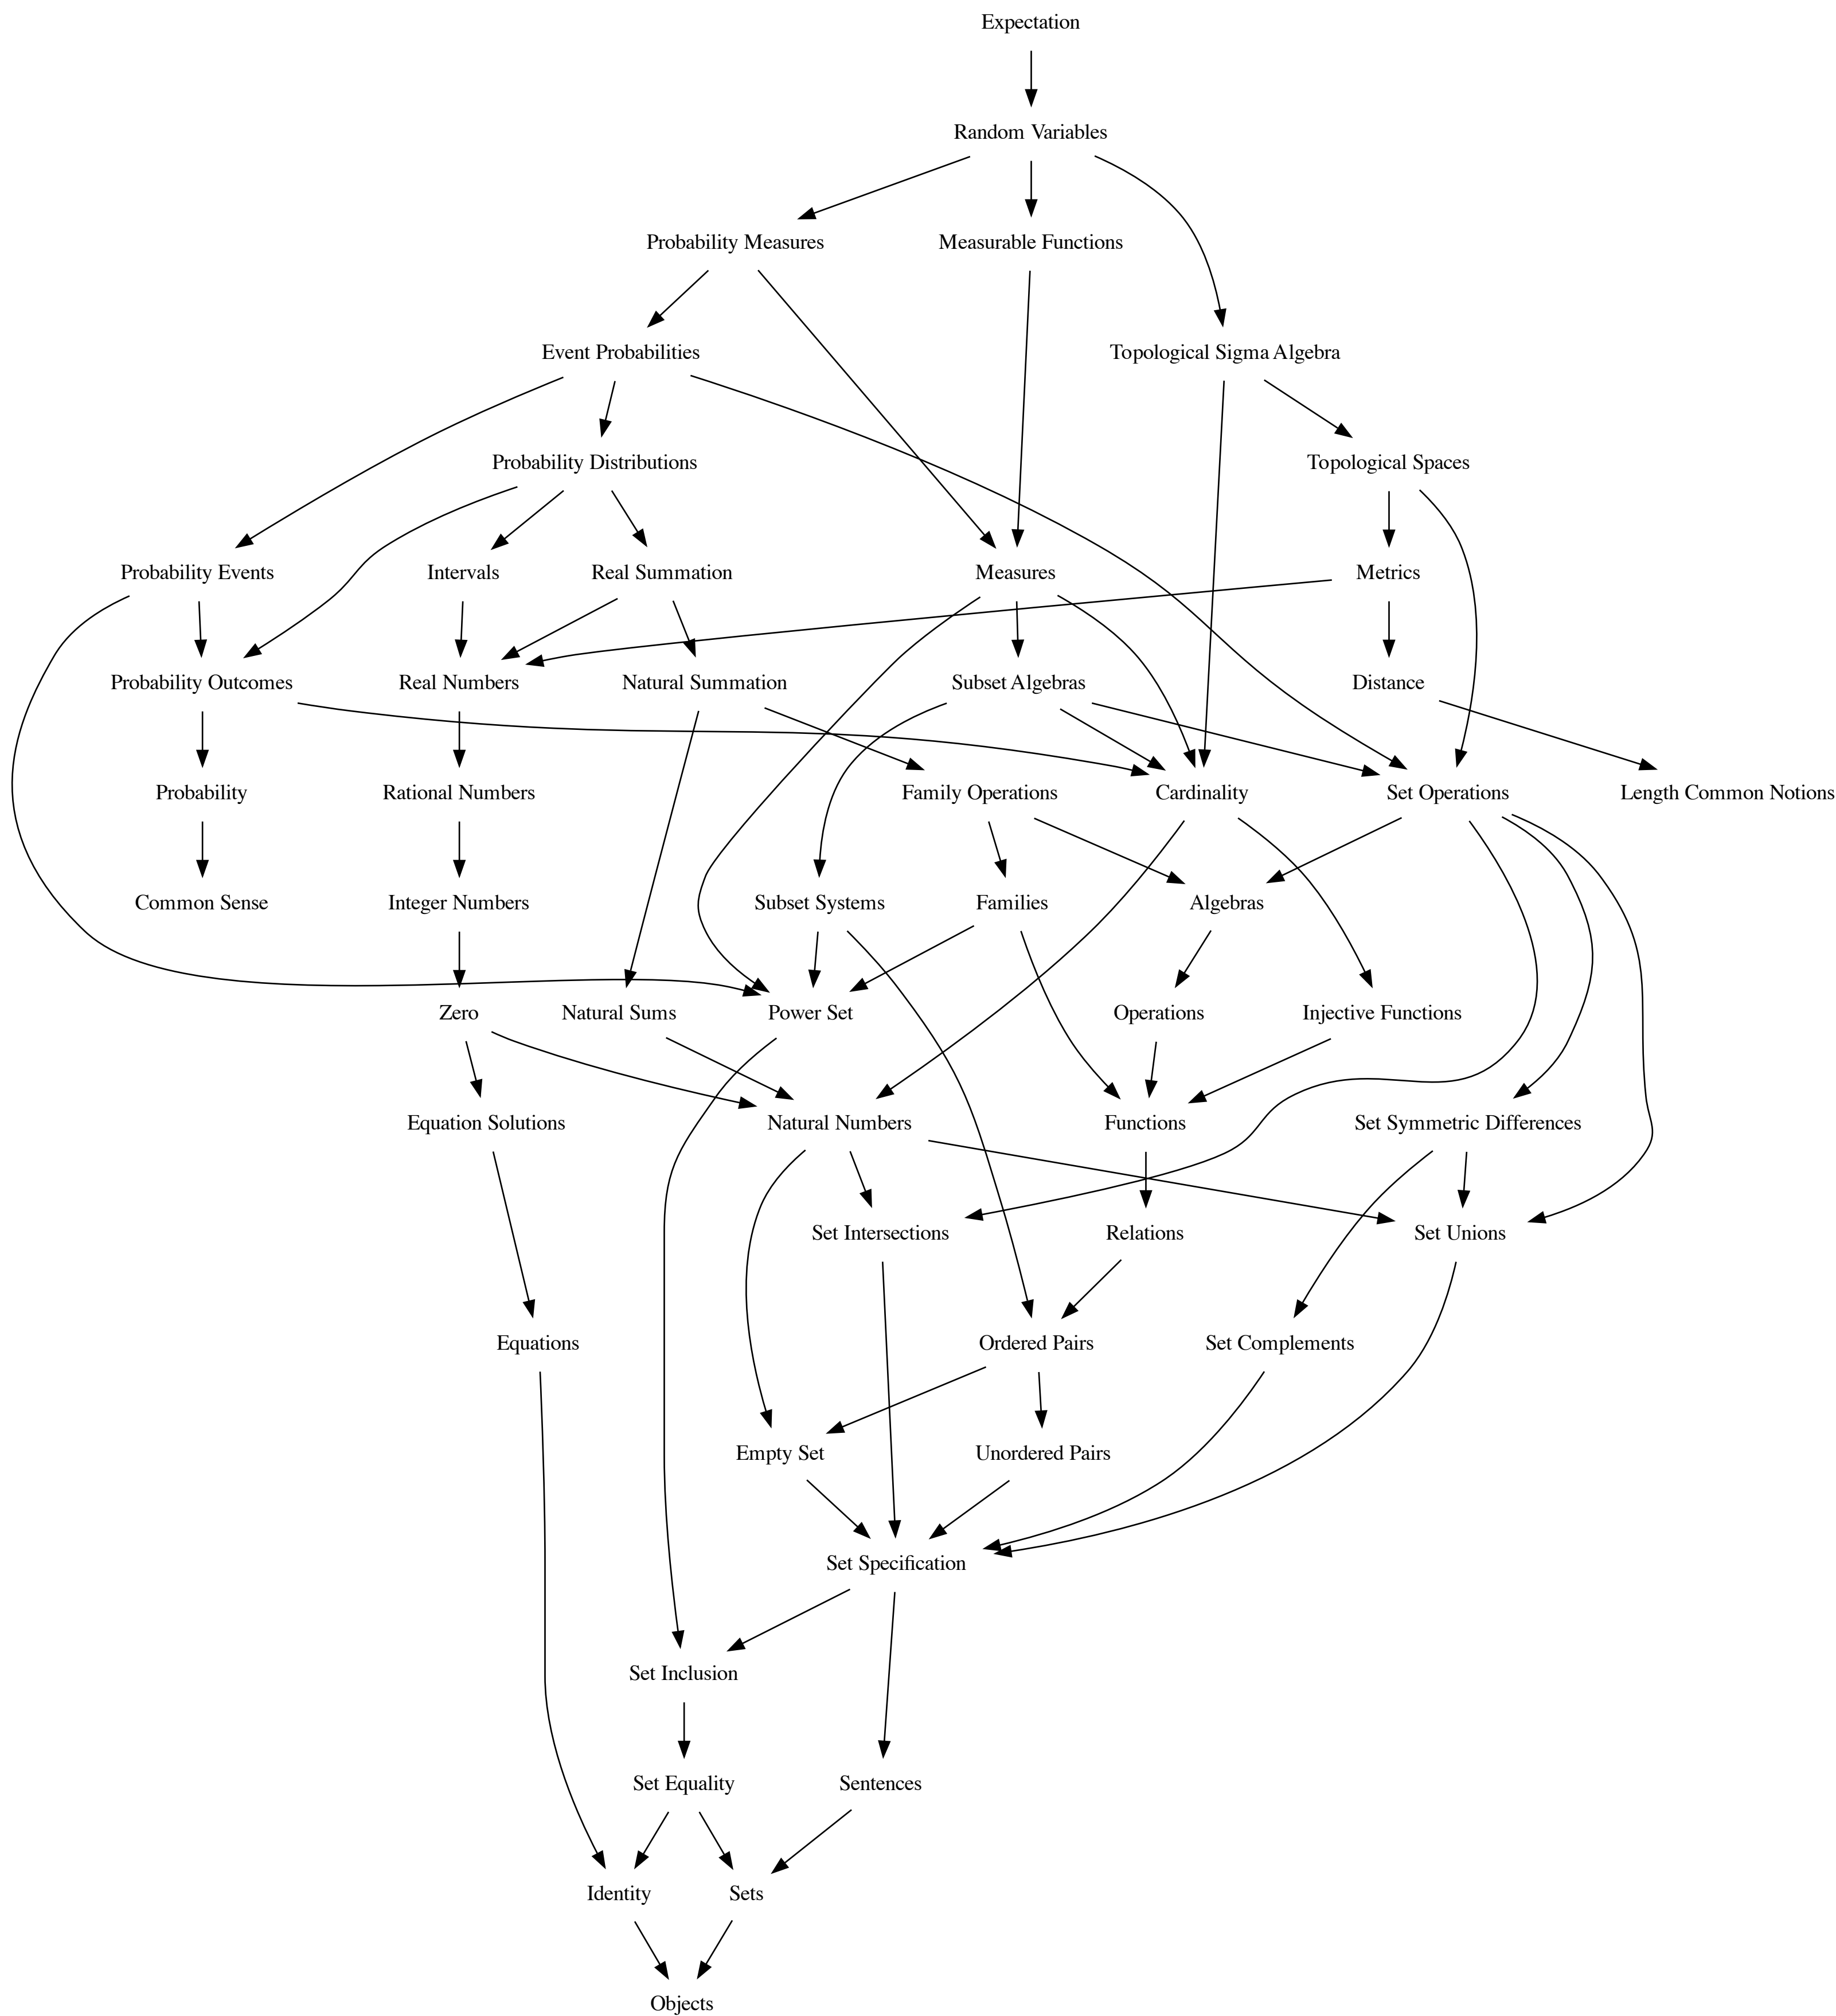 Expectation
Random Variables
Probability Measures
Measurable Functions
Event Probabilities
Topological Sigma Algebra
Probability Distributions
Topological Spaces
Probability Events
Intervals
Real Summation
Measures
Metrics
Probability Outcomes
Real Numbers
Natural Summation
Subset Algebras
Distance
Probability
Rational Numbers
Family Operations
Cardinality
Set Operations
Length Common Notions
Common Sense
Integer Numbers
Subset Systems
Families
Algebras
Zero
Natural Sums
Power Set
Operations
Injective Functions
Equation Solutions
Natural Numbers
Functions
Set Symmetric Differences
Set Intersections
Relations
Set Unions
Equations
Ordered Pairs
Set Complements
Empty Set
Unordered Pairs
Set Specification
Set Inclusion
Set Equality
Sentences
Identity
Sets
Objects